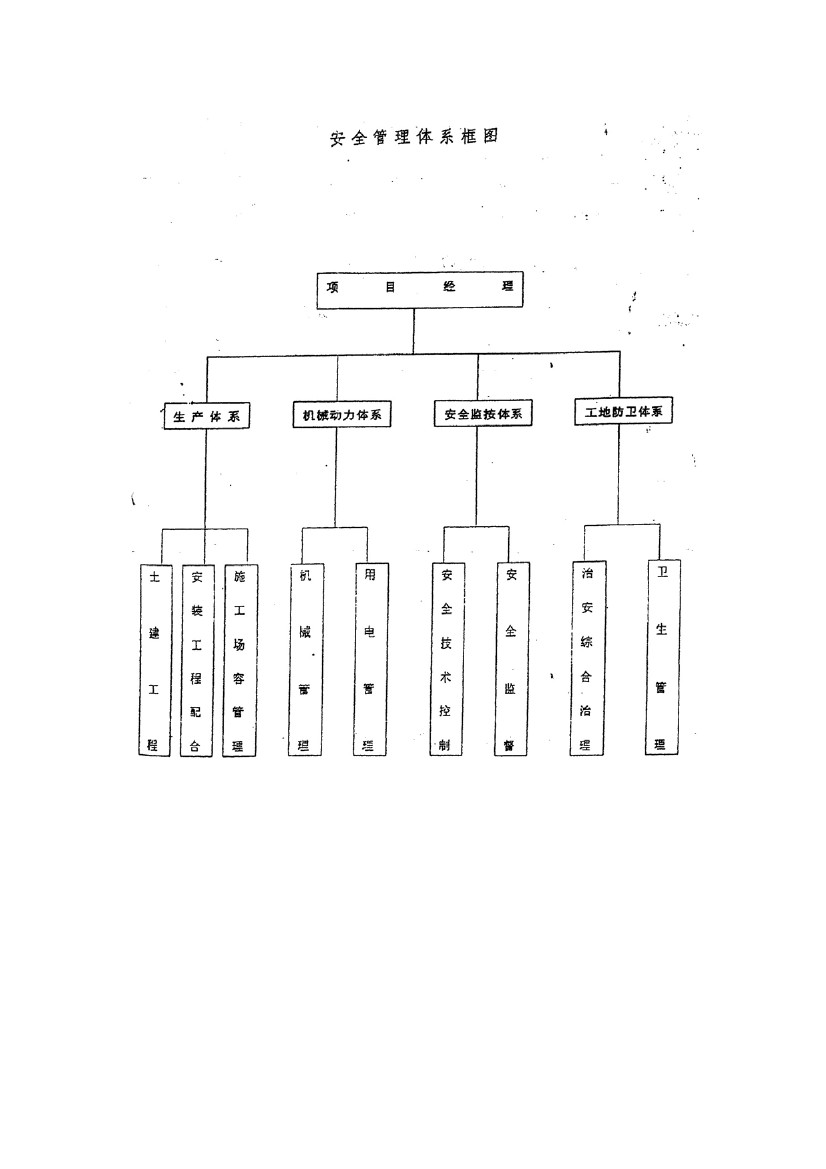 安全管理体系框图
项目经理
生产体系
机械动力体系
安全监按体系
工地防卫体系
土建工程
安装工程配合
施工场容管理
机械管理
用电管理
安全技术控制
安全监督
治安综合治理
卫生管理